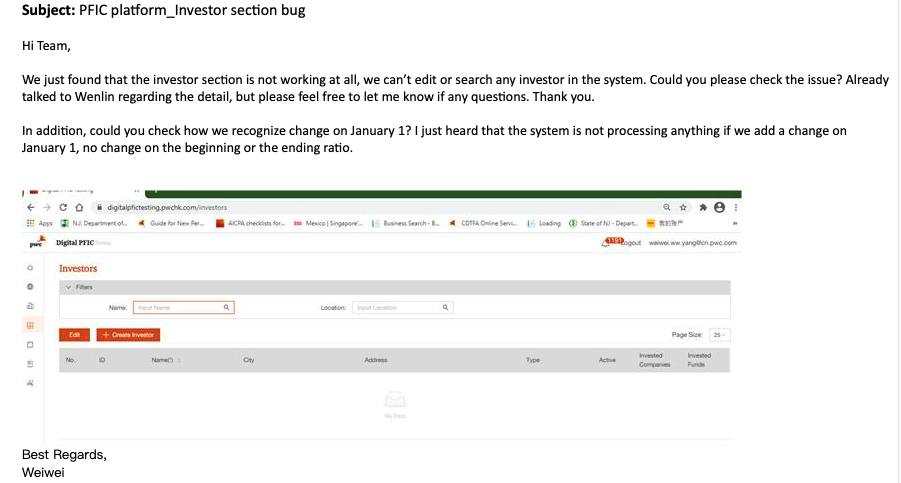 Subject: PFIC platform_Investor section bug
Hi Team,
We just found that the investor section is not working at all, we can't edit or search any investor in the system. Could you please check the issue? Already
talked to Wenlin regarding the detail, but please feel free to let me know if any questions. Thank you.
In addition, could you check how we recognize change on January 1? I just heard that the system is not processing anything if we add a change on
January 1, no change on the beginning or the ending ratio.
digitalpfictesting.pwchk.com/investors
Apps N.J. Department of... Guide for New Per... AICPA checklists for... Mexico | Singapore... Business Search - B... CDTFA Online Servi... Loading State of NJ - Depart...
pwc Digital PFIC Testing Logout weiwei.ww.yang@cn.pwc.com
Investors
Filters
Name: Input Name Location: Input Location
Edit + Create Investor Page Size: 25
No. ID Name(*) City Address Type Active Invested Companies Invested Funds
No Data
Best Regards,
Weiwei